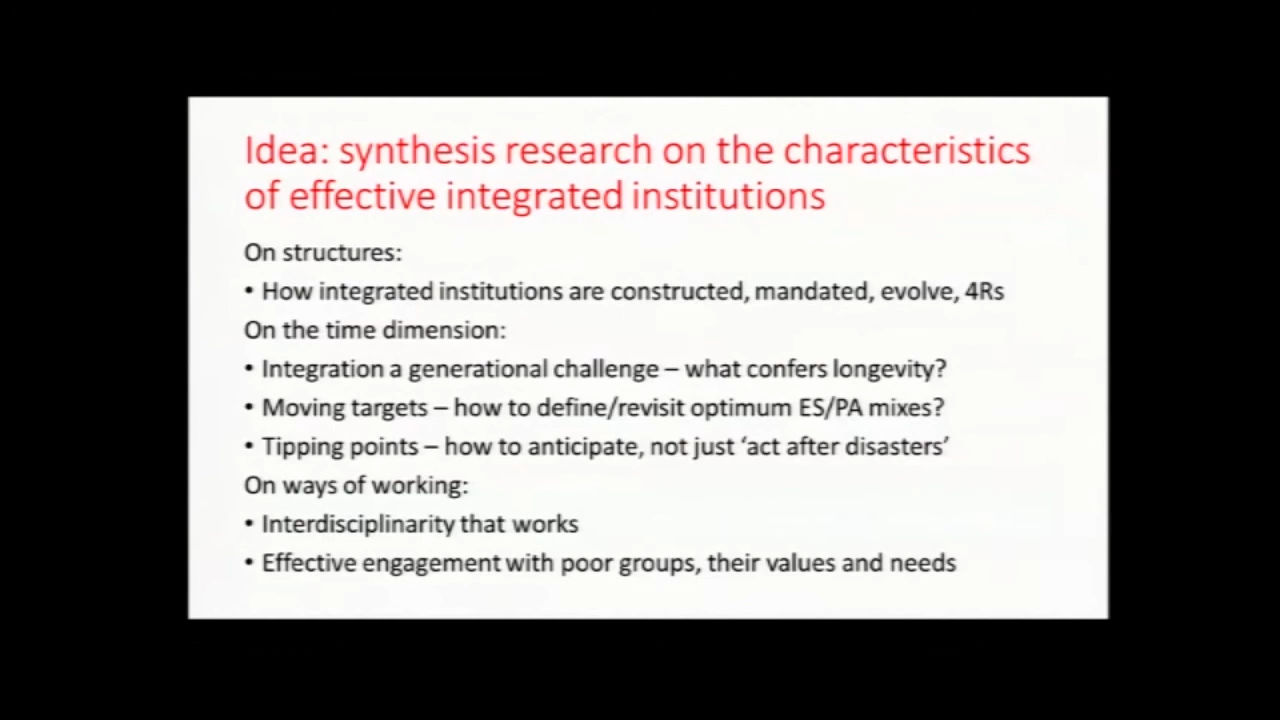 Idea: synthesis research on the characteristics
of effective integrated institutions
On structures:
• How integrated institutions are constructed, mandated, evolve, 4Rs
On the time dimension:
• Integration a generational challenge – what confers longevity?
• Moving targets – how to define/revisit optimum ES/PA mixes?
• Tipping points – how to anticipate, not just ‘act after disasters’
On ways of working:
• Interdisciplinarity that works
• Effective engagement with poor groups, their values and needs